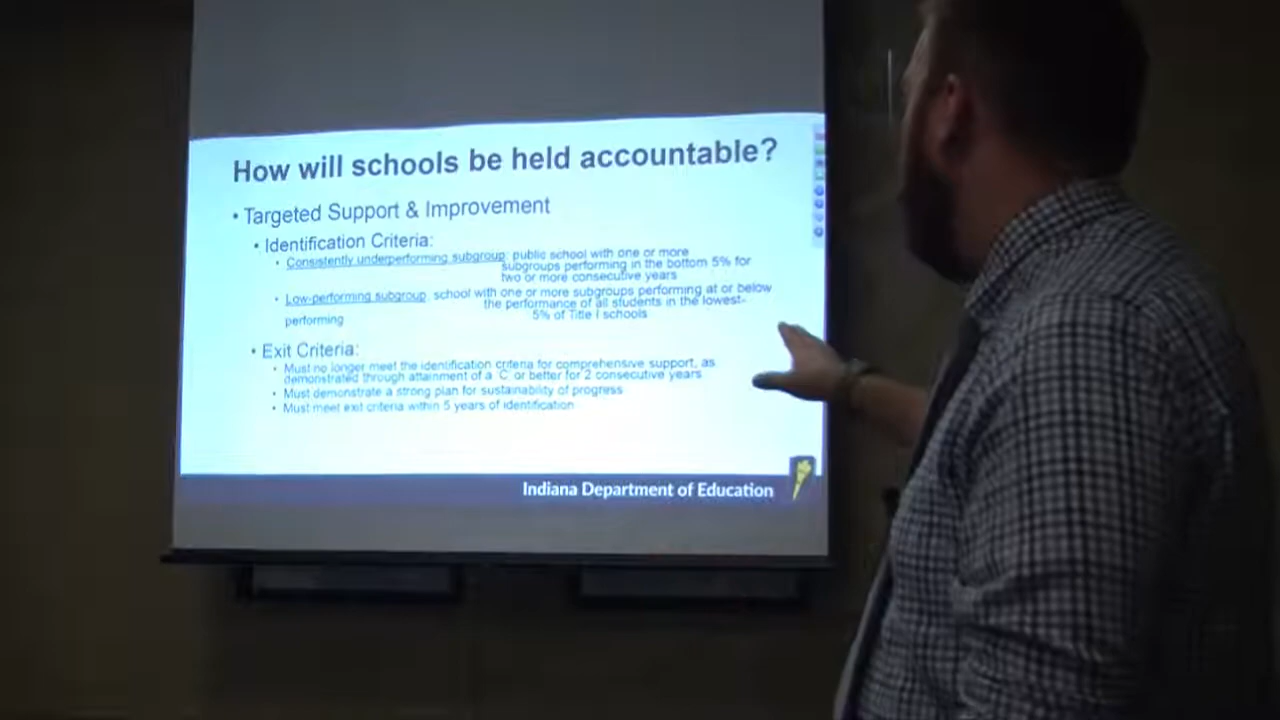 How will schools be held accountable?
• Targeted Support & Improvement
• Identification Criteria:
• Consistently underperforming subgroup: public school with one or more
subgroups performing in the bottom 5% for
two or more consecutive years
• Low-performing subgroup: school with one or more subgroups performing at or below
the performance of all students in the lowest-
performing 5% of Title I schools
• Exit Criteria:
• Must no longer meet the identification criteria for comprehensive support, as
demonstrated through attainment of a 'C' or better for 2 consecutive years
• Must demonstrate a strong plan for sustainability of progress
• Must meet exit criteria within 5 years of identification
Indiana Department of Education